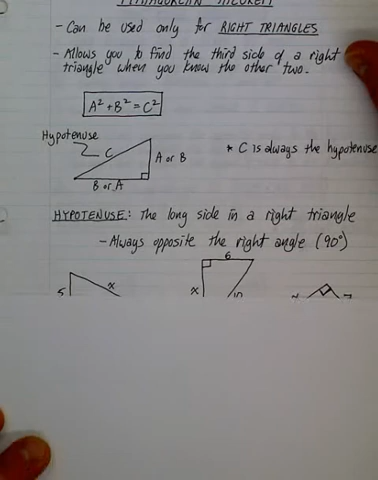 PYTHAGOREAN THEOREM
- Can be used only for RIGHT TRIANGLES
- Allows you to find the third side of a right
triangle when you know the other two.
A² + B² = C²
Hypotenuse
C
A or B
* C is always the hypotenuse
B or A
HYPOTENUSE: The long side in a right triangle
- Always opposite the right angle (90°)
6
5
x
x
10